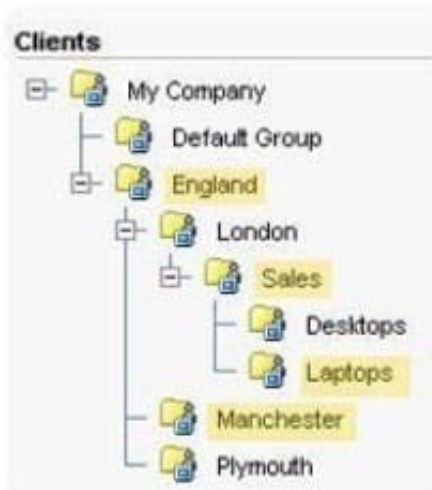 Clients
My Company
Default Group
England
London
Sales
Desktops
Laptops
Manchester
Plymouth